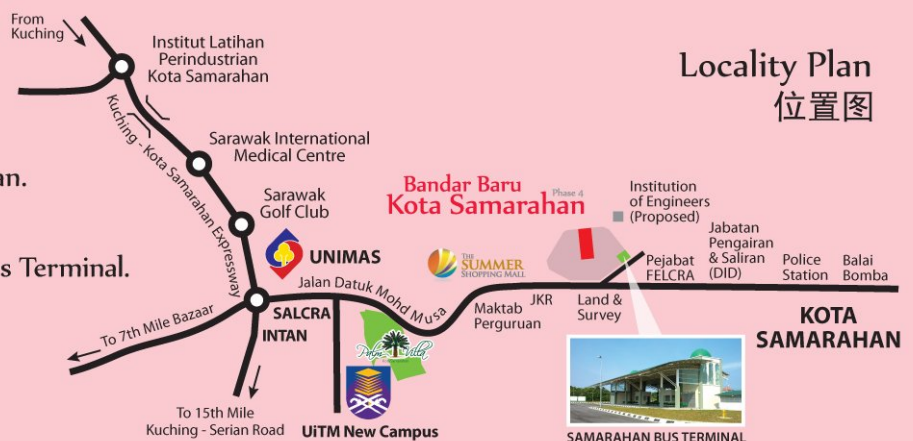 From
Kuching
Institut Latihan
Perindustrian
Kota Samarahan
Locality Plan
位置图
Kuching - Kota Samarahan Expressway
Sarawak International
Medical Centre
an.
Sarawak
Golf Club
Bandar Baru
Kota Samarahan
Phase 4
Institution
of Engineers
(Proposed)
s Terminal.
UNIMAS
THE
SUMMER
SHOPPING MALL
Jabatan
Pengairan
& Saliran
(DID)
Pejabat
FELCRA
Police
Station
Balai
Bomba
Jalan Datuk Mohd Musa
SALCRA
INTAN
Maktab
Perguruan
JKR
Land &
Survey
KOTA
SAMARAHAN
To 7th Mile Bazaar
Palm Villa
To 15th Mile
Kuching - Serian Road
UiTM New Campus
SAMARAHAN BUS TERMINAL